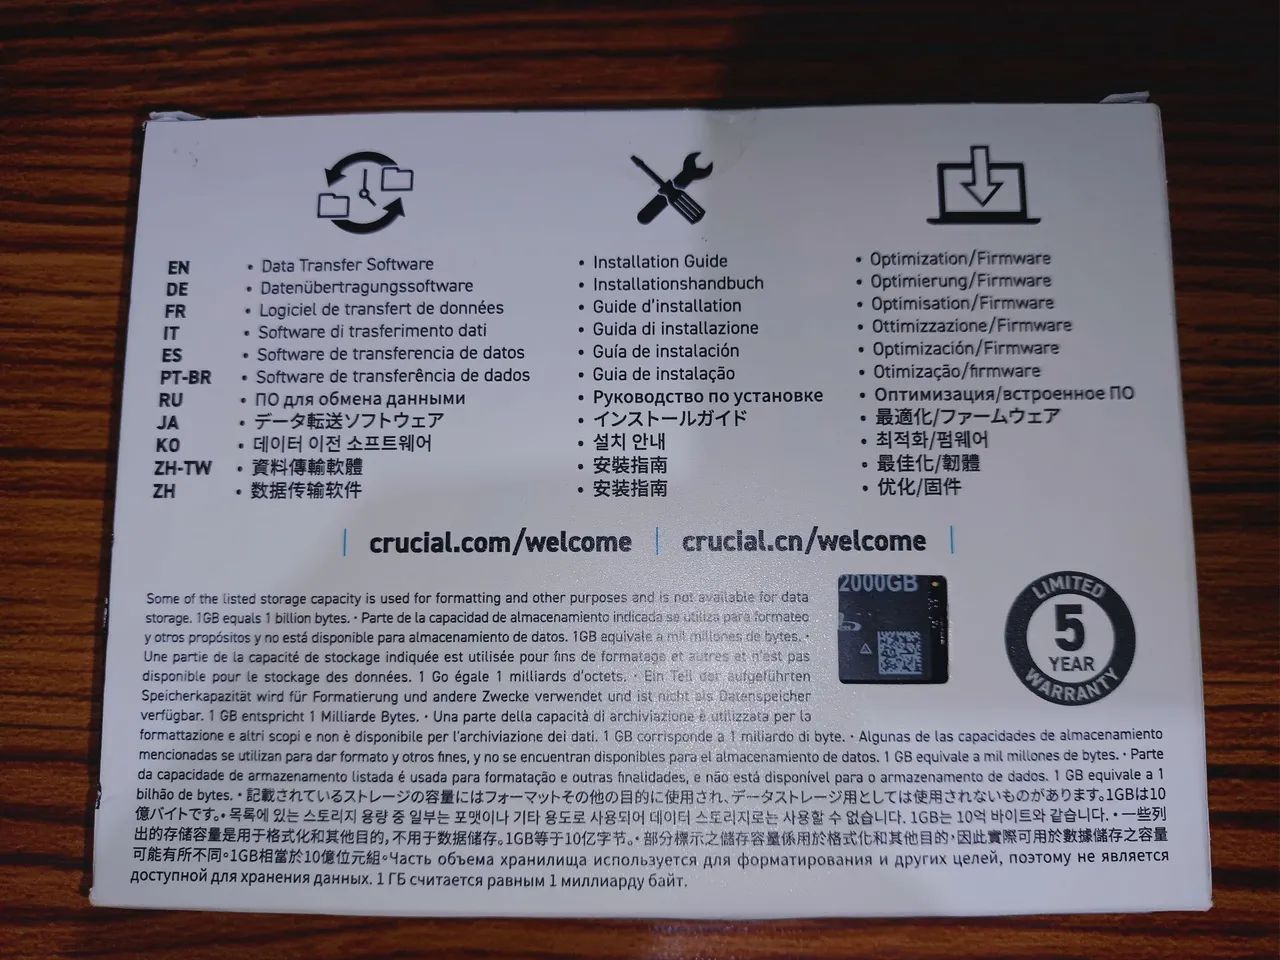 EN • Data Transfer Software • Installation Guide • Optimization/Firmware
DE • Datenübertragungssoftware • Installationshandbuch • Optimierung/Firmware
FR • Logiciel de transfert de données • Guide d'installation • Optimisation/Firmware
IT • Software di trasferimento dati • Guida di installazione • Ottimizzazione/Firmware
ES • Software de transferencia de datos • Guía de instalación • Optimización/Firmware
PT-BR • Software de transferência de dados • Guia de instalação • Otimização/firmware
RU • ПО для обмена данными • Руководство по установке • Оптимизация/встроенное ПО
JA • データ転送ソフトウェア • インストールガイド • 最適化/ファームウェア
KO • 데이터 이전 소프트웨어 • 설치 안내 • 최적화/펌웨어
ZH-TW • 資料傳輸軟體 • 安裝指南 • 最佳化/韌體
ZH • 数据传输软件 • 安装指南 • 优化/固件
crucial.com/welcome | crucial.cn/welcome
2000GB
LIMITED
5
YEAR
WARRANTY
Some of the listed storage capacity is used for formatting and other purposes and is not available for data
storage. 1GB equals 1 billion bytes. • Parte de la capacidad de almacenamiento indicada se utiliza para formateo
y otros propósitos y no está disponible para almacenamiento de datos. 1GB equivale a mil millones de bytes. •
Une partie de la capacité de stockage indiquée est utilisée pour fins de formatage et autres et n'est pas
disponible pour le stockage des données. 1 Go égale 1 milliards d'octets. • Ein Teil der aufgeführten
Speicherkapazität wird für Formatierung und andere Zwecke verwendet und ist nicht als Datenspeicher
verfügbar. 1 GB entspricht 1 Milliarde Bytes. • Una parte della capacità di archiviazione è utilizzata per la
formattazione e altri scopi e non è disponibile per l'archiviazione dei dati. 1 GB corrisponde a 1 miliardo di byte. • Algunas de las capacidades de almacenamiento
mencionadas se utilizan para dar formato y otros fines, y no se encuentran disponibles para el almacenamiento de datos. 1 GB equivale a mil millones de bytes. • Parte
da capacidade de armazenamento listada é usada para formatação e outras finalidades, e não está disponível para o armazenamento de dados. 1 GB equivale a 1
bilhão de bytes. • 記載されているストレージの容量にはフォーマットその他の目的に使用され、データストレージ用としては使用されないものがあります。1GBは10
億バイトです。• 목록에 있는 스토리지 용량 중 일부는 포맷이나 기타 용도로 사용되어 데이터 스토리지로는 사용할 수 없습니다. 1GB는 10억 바이트와 같습니다. • 一些列
出的存储容量是用于格式化和其他目的,不用于数据储存。1GB等于10亿字节。• 部分標示之儲存容量係用於格式化和其他目的,因此實際可用於數據儲存之容量
可能有所不同。1GB相當於10億位元組。Часть объема хранилища используется для форматирования и других целей, поэтому не является
доступной для хранения данных. 1 ГБ считается равным 1 миллиарду байт.